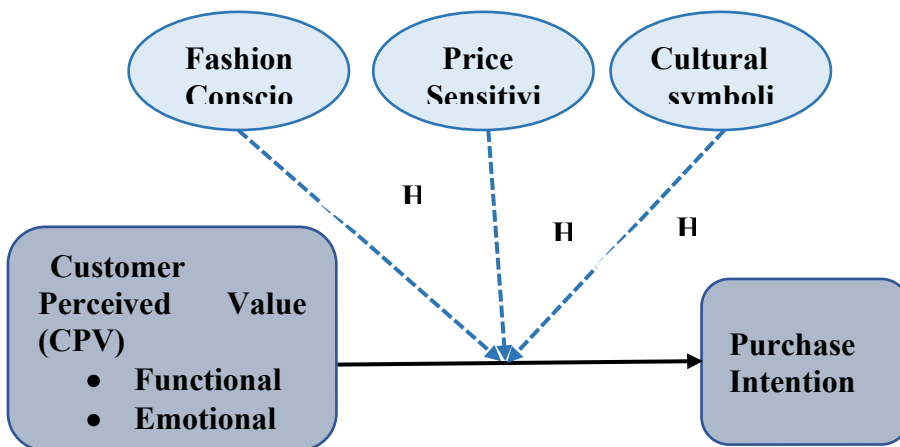 Fashion
Conscio
Price
Sensitivi
Cultural
symboli
H
H
H
Customer
Perceived Value
(CPV)
● Functional
● Emotional
Purchase
Intention